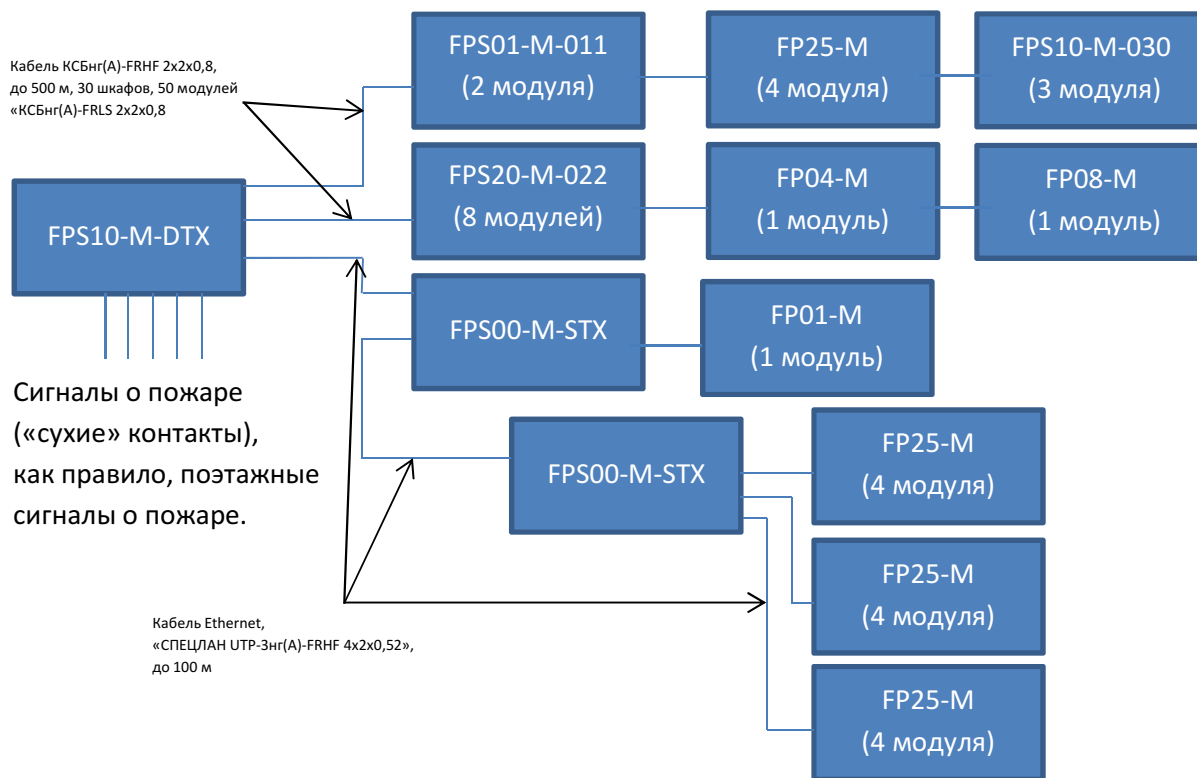 FPS01-M-011
(2 модуля)
FP25-M
(4 модуля)
FPS10-M-030
(3 модуля)
Кабель КСБнг(А)-FRHF 2х2х0,8,
до 500 м, 30 шкафов, 50 модулей
«КСБнг(А)-FRLS 2х2х0,8
FPS20-M-022
(8 модулей)
FP04-M
(1 модуль)
FP08-M
(1 модуль)
FPS10-M-DTX
FPS00-M-STX
FP01-M
(1 модуль)
Сигналы о пожаре
(«сухие» контакты),
как правило, поэтажные
сигналы о пожаре.
FPS00-M-STX
FP25-M
(4 модуля)
FP25-M
(4 модуля)
Кабель Ethernet,
«СПЕЦЛАН UTP-3нг(А)-FRHF 4х2х0,52»,
до 100 м
FP25-M
(4 модуля)